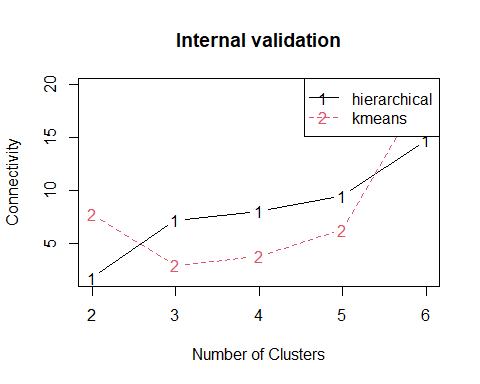 Internal validation
Connectivity
20
15
10
5
1 hierarchical
2 kmeans
2 2 2 2
1 1 1 1 1
2 3 4 5 6
Number of Clusters